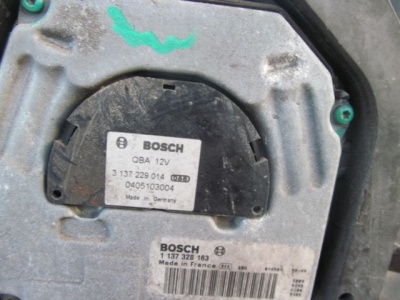 BOSCH
QBA 12V
3 137 229 014
0405103004
Made in Germany
BOSCH
1 137 328 163
Made in France